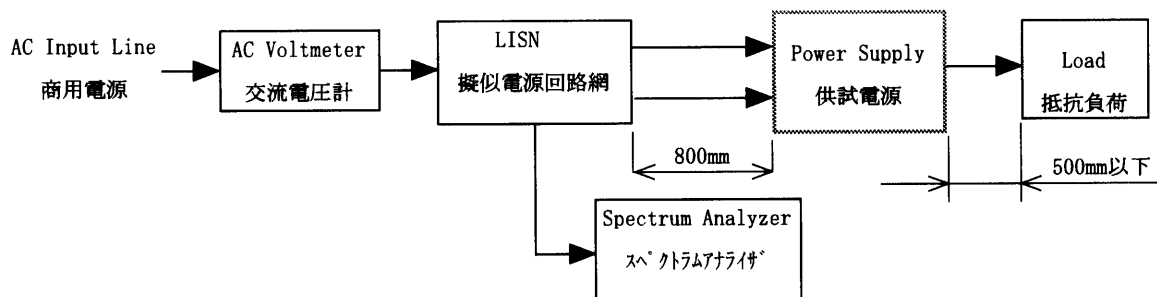 AC Input Line
商用電源
AC Voltmeter
交流電圧計
LISN
擬似電源回路網
Power Supply
供試電源
Load
抵抗負荷
800mm
500mm以下
Spectrum Analyzer
ｽﾍﾟｸﾄﾗﾑｱﾅﾗｲｻﾞ